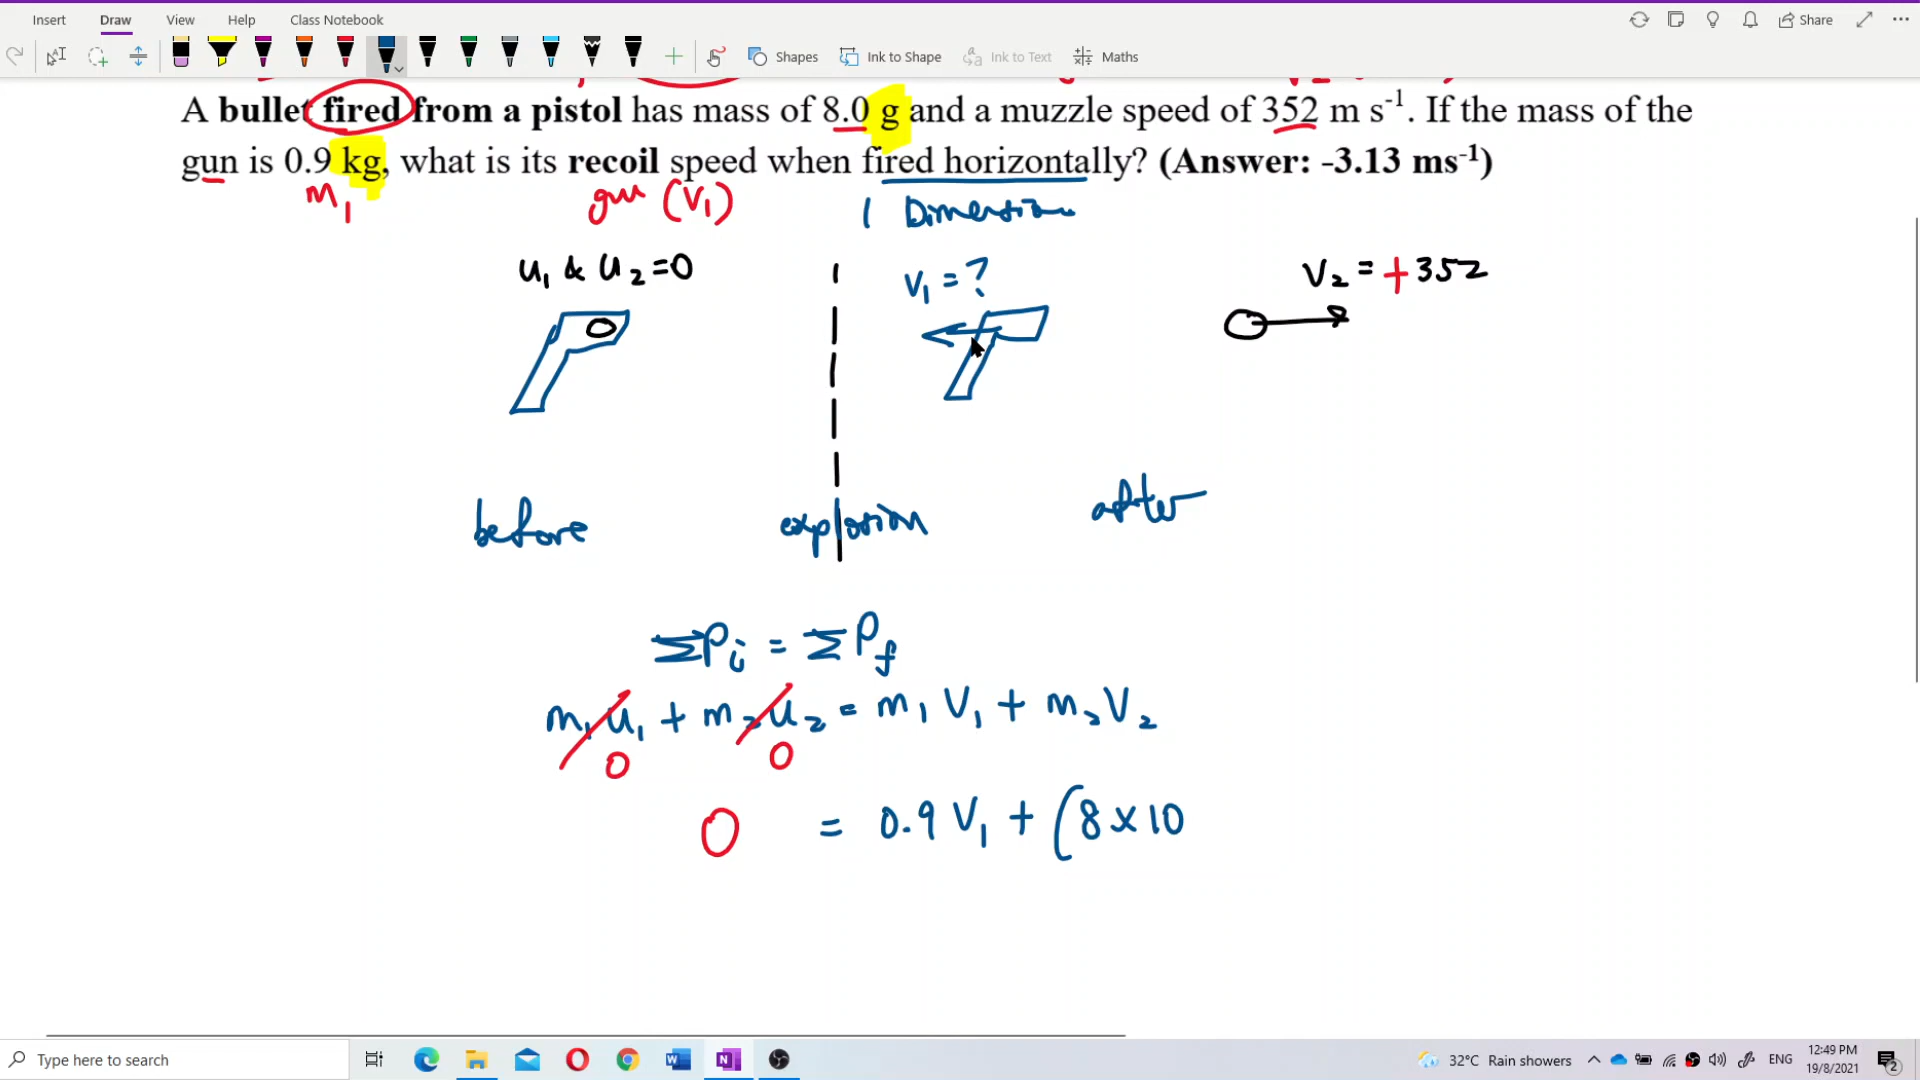 Insert Draw View Help Class Notebook Share
Shapes Ink to Shape Ink to Text Maths
A bullet fired from a pistol has mass of 8.0 g and a muzzle speed of 352 m s⁻¹. If the mass of the
gun is 0.9 kg, what is its recoil speed when fired horizontally? (Answer: -3.13 ms⁻¹)
m₁ gun (V₁) 1 Dimension
u₁ & u₂ = 0 V₁ = ? V₂ = +352
before explosion after
ΣPi = ΣPf
m₁u₁ + m₂u₂ = m₁V₁ + m₂V₂
0 0
0 = 0.9V₁ + (8 × 10
Type here to search 32°C Rain showers ENG 12:49 PM
19/8/2021 2